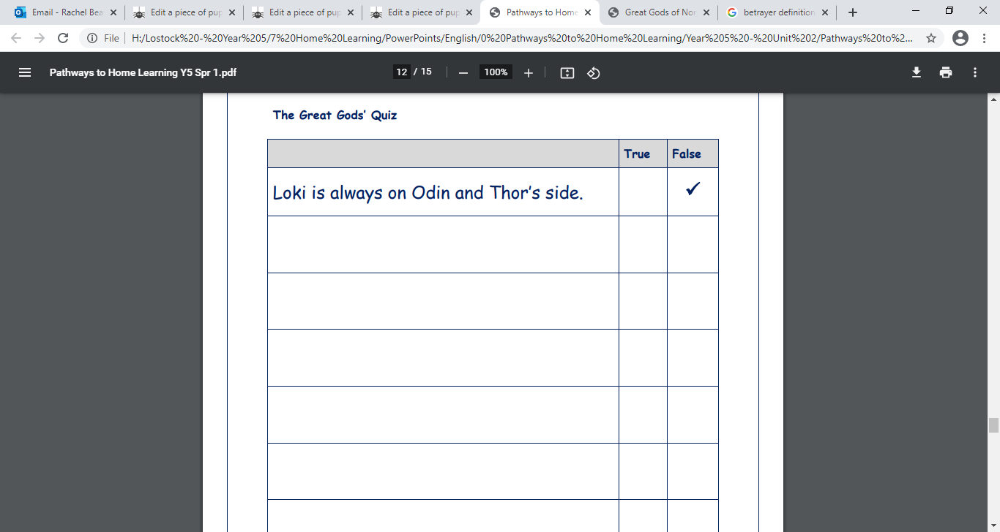 Email - Rachel Bea
Edit a piece of pup
Edit a piece of pup
Edit a piece of pup
Pathways to Home
Great Gods of Nor
betrayer definition
File
H:/Lostock%20-%20Year%205/7%20Home%20Learning/PowerPoints/English/0%20Pathways%20to%20Home%20Learning/Year%205%20-%20Unit%202/Pathways%20to%2...
Pathways to Home Learning Y5 Spr 1.pdf
12 / 15
100%
The Great Gods' Quiz
True False
Loki is always on Odin and Thor's side. ✓